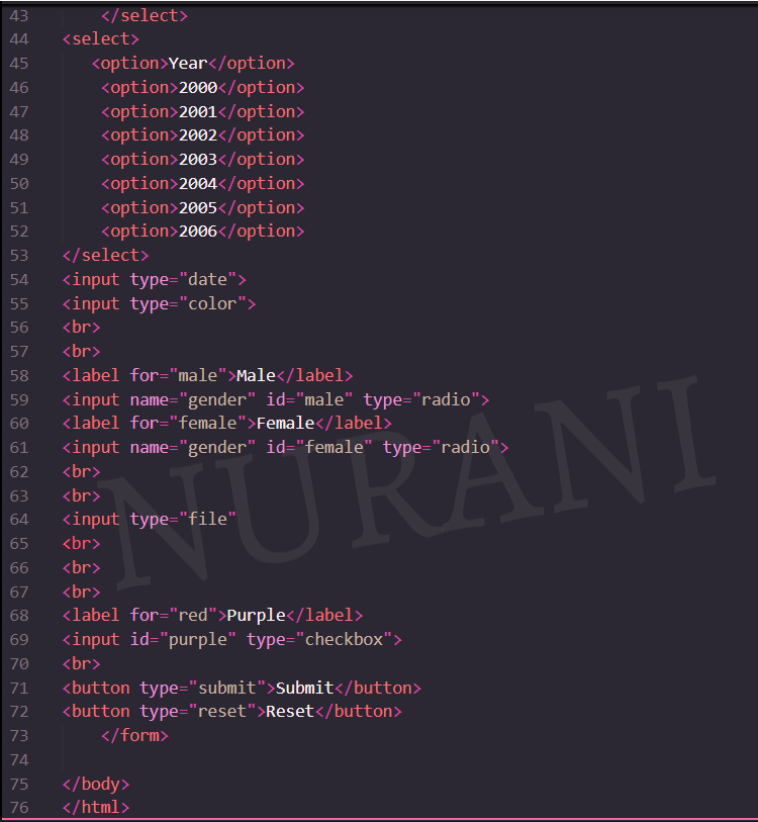 43 </select>
44 <select>
45 <option>Year</option>
46 <option>2000</option>
47 <option>2001</option>
48 <option>2002</option>
49 <option>2003</option>
50 <option>2004</option>
51 <option>2005</option>
52 <option>2006</option>
53 </select>
54 <input type="date">
55 <input type="color">
56 <br>
57 <br>
58 <label for="male">Male</label>
59 <input name="gender" id="male" type="radio">
60 <label for="female">Female</label>
61 <input name="gender" id="female" type="radio">
62 <br>
63 <br>
64 <input type="file"
65 <br>
66 <br>
67 <br>
68 <label for="red">Purple</label>
69 <input id="purple" type="checkbox">
70 <br>
71 <button type="submit">Submit</button>
72 <button type="reset">Reset</button>
73 </form>
74
75 </body>
76 </html>
NURANI